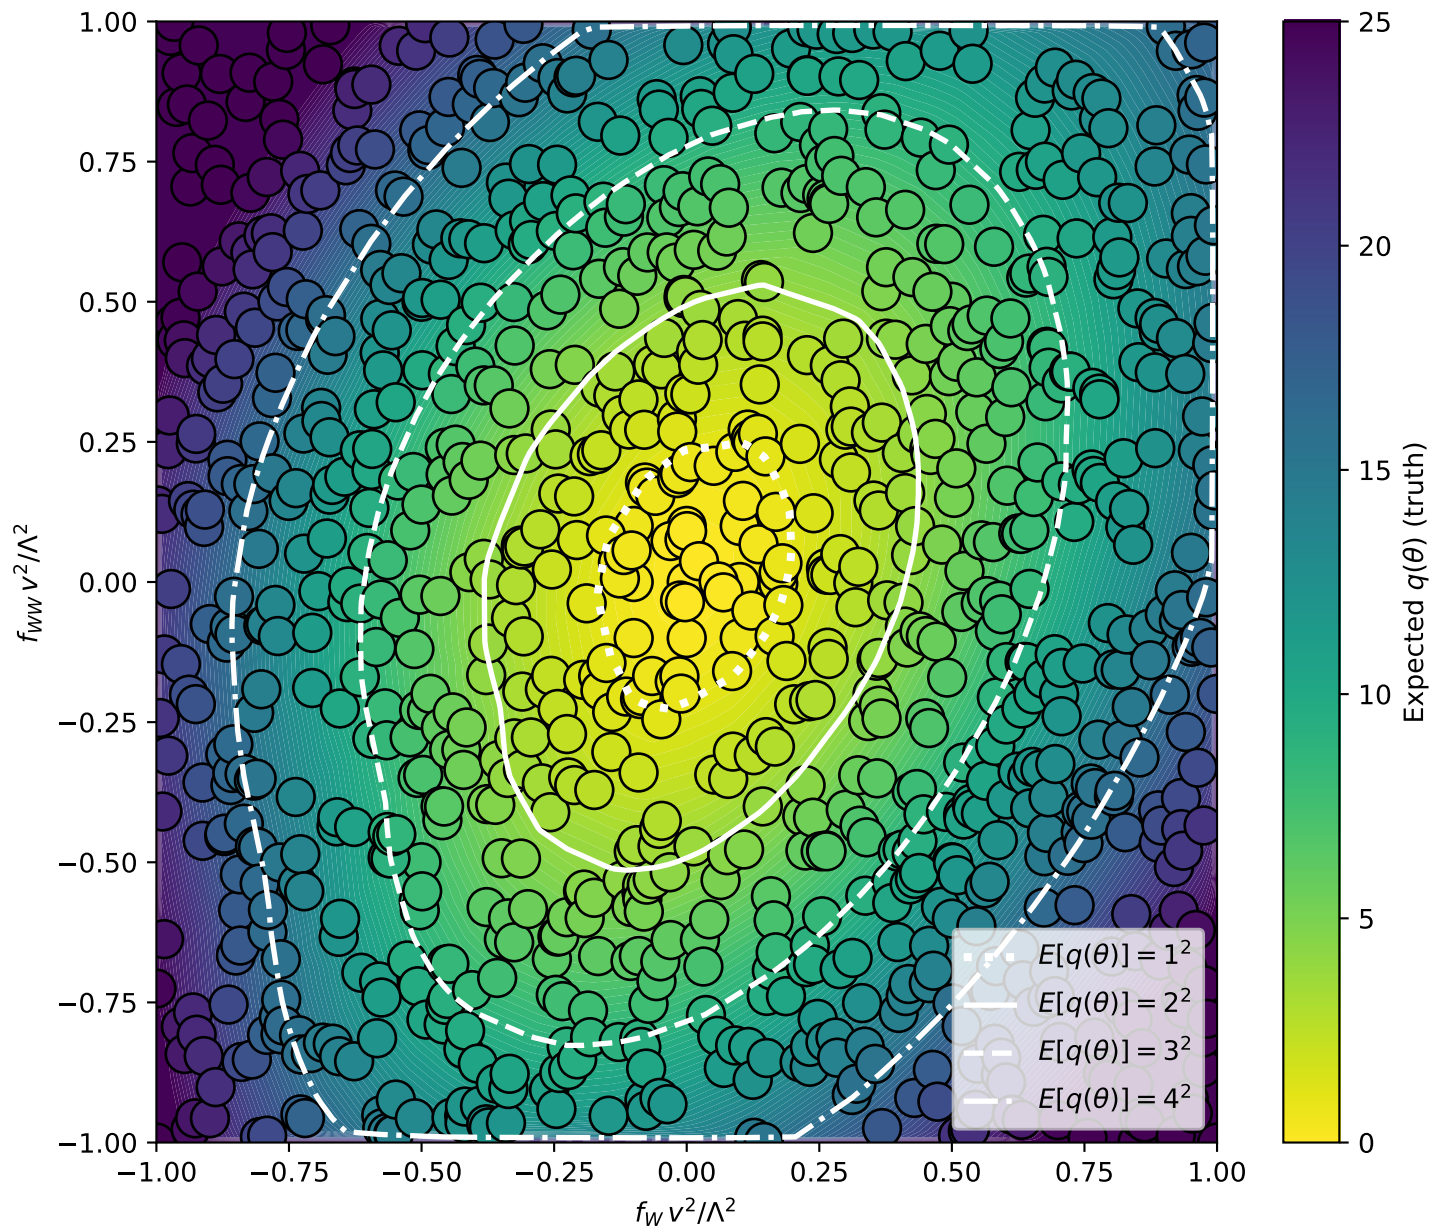 1.00
0.75
0.50
0.25
0.00
−0.25
−0.50
−0.75
−1.00
f_{WW} v²/Λ²
−1.00 −0.75 −0.50 −0.25 0.00 0.25 0.50 0.75 1.00
f_W v²/Λ²
E[q(θ)] = 1²
E[q(θ)] = 2²
E[q(θ)] = 3²
E[q(θ)] = 4²
25
20
15
10
5
0
Expected q(θ) (truth)